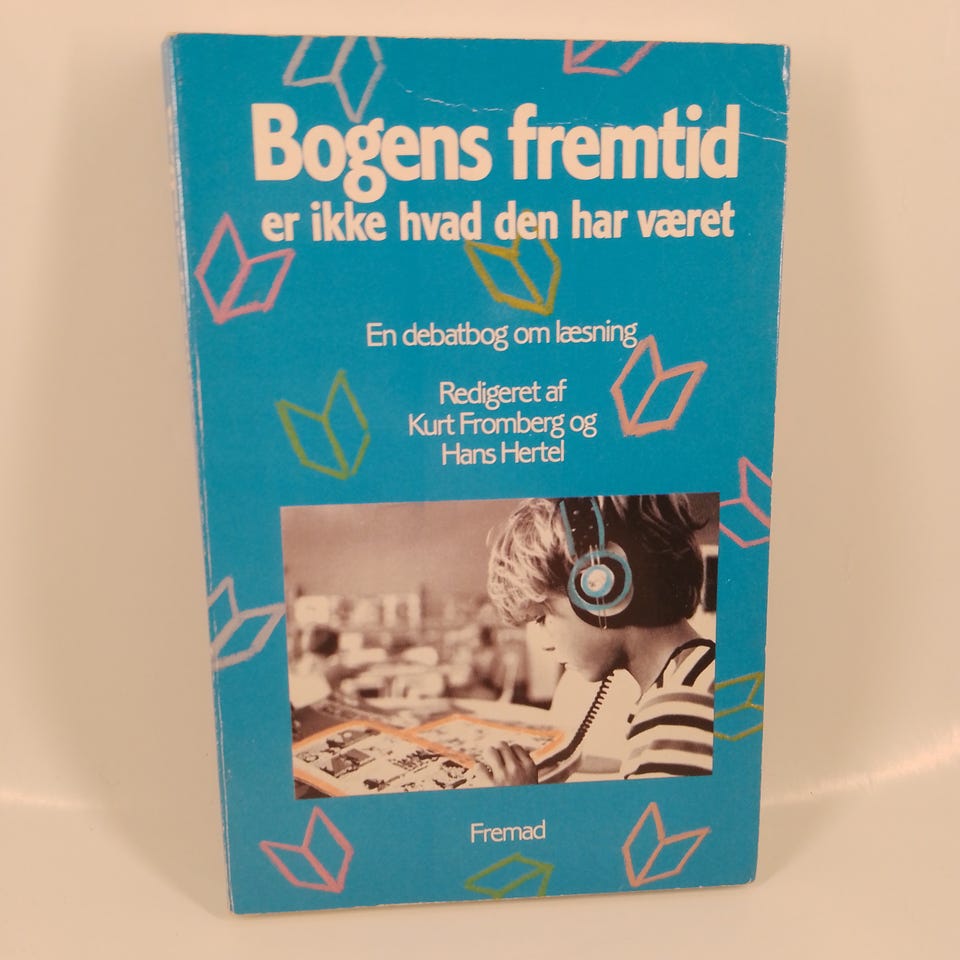 Bogens fremtid
er ikke hvad den har været
En debatbog om læsning
Redigeret af
Kurt Fromberg og
Hans Hertel
Fremad